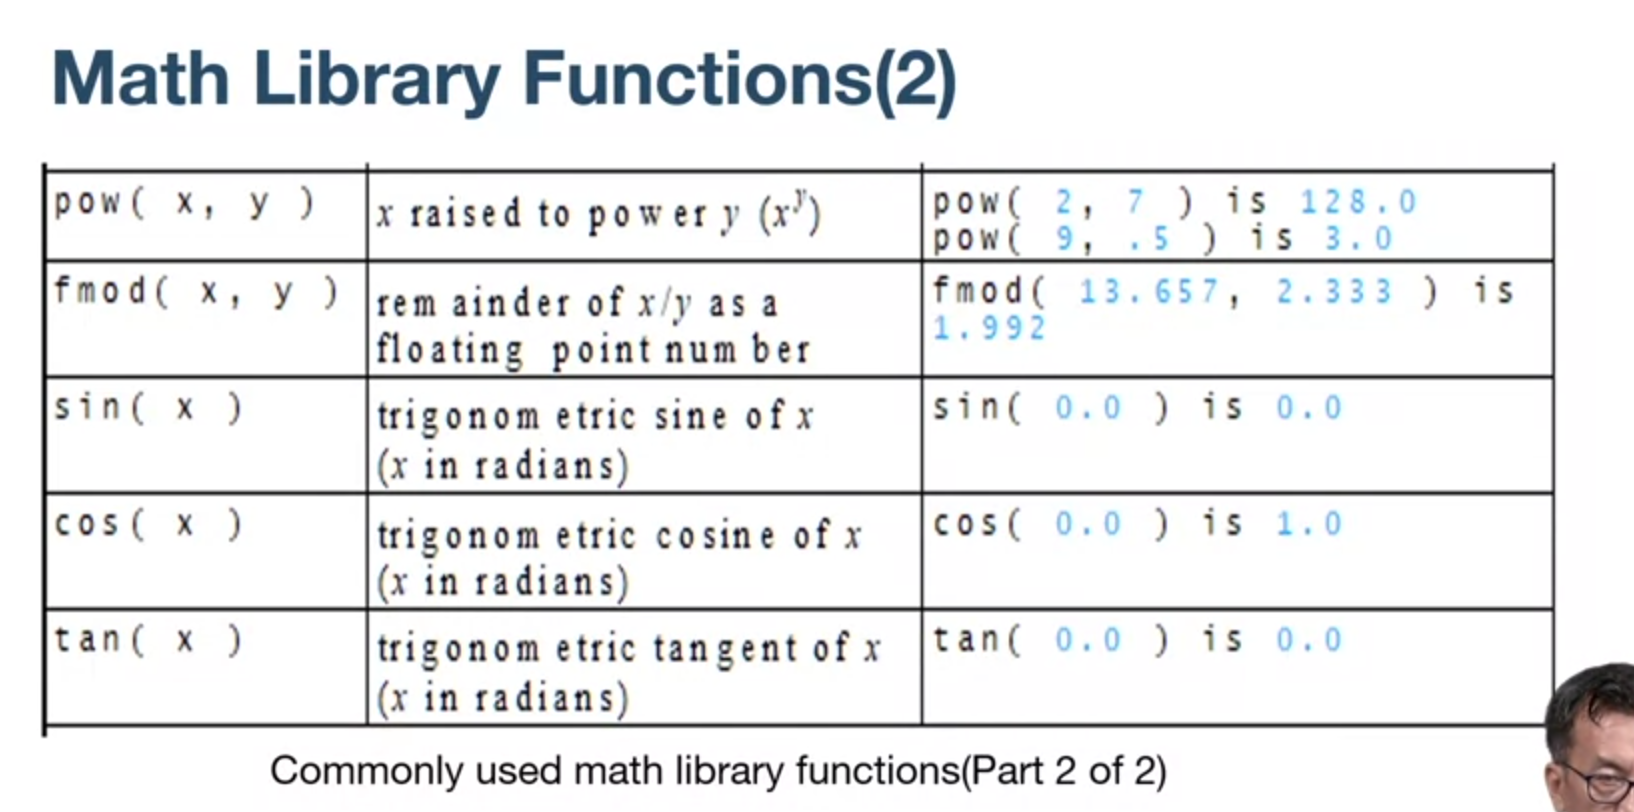 Math Library Functions(2)
pow( x, y )
x raised to power y (x^y)
pow( 2, 7 ) is 128.0
pow( 9, .5 ) is 3.0
fmod( x, y )
rem ainder of x/y as a
floating point num ber
fmod( 13.657, 2.333 ) is
1.992
sin( x )
trigonom etric sine of x
(x in radians)
sin( 0.0 ) is 0.0
cos( x )
trigonom etric cosine of x
(x in radians)
cos( 0.0 ) is 1.0
tan( x )
trigonom etric tangent of x
(x in radians)
tan( 0.0 ) is 0.0
Commonly used math library functions(Part 2 of 2)